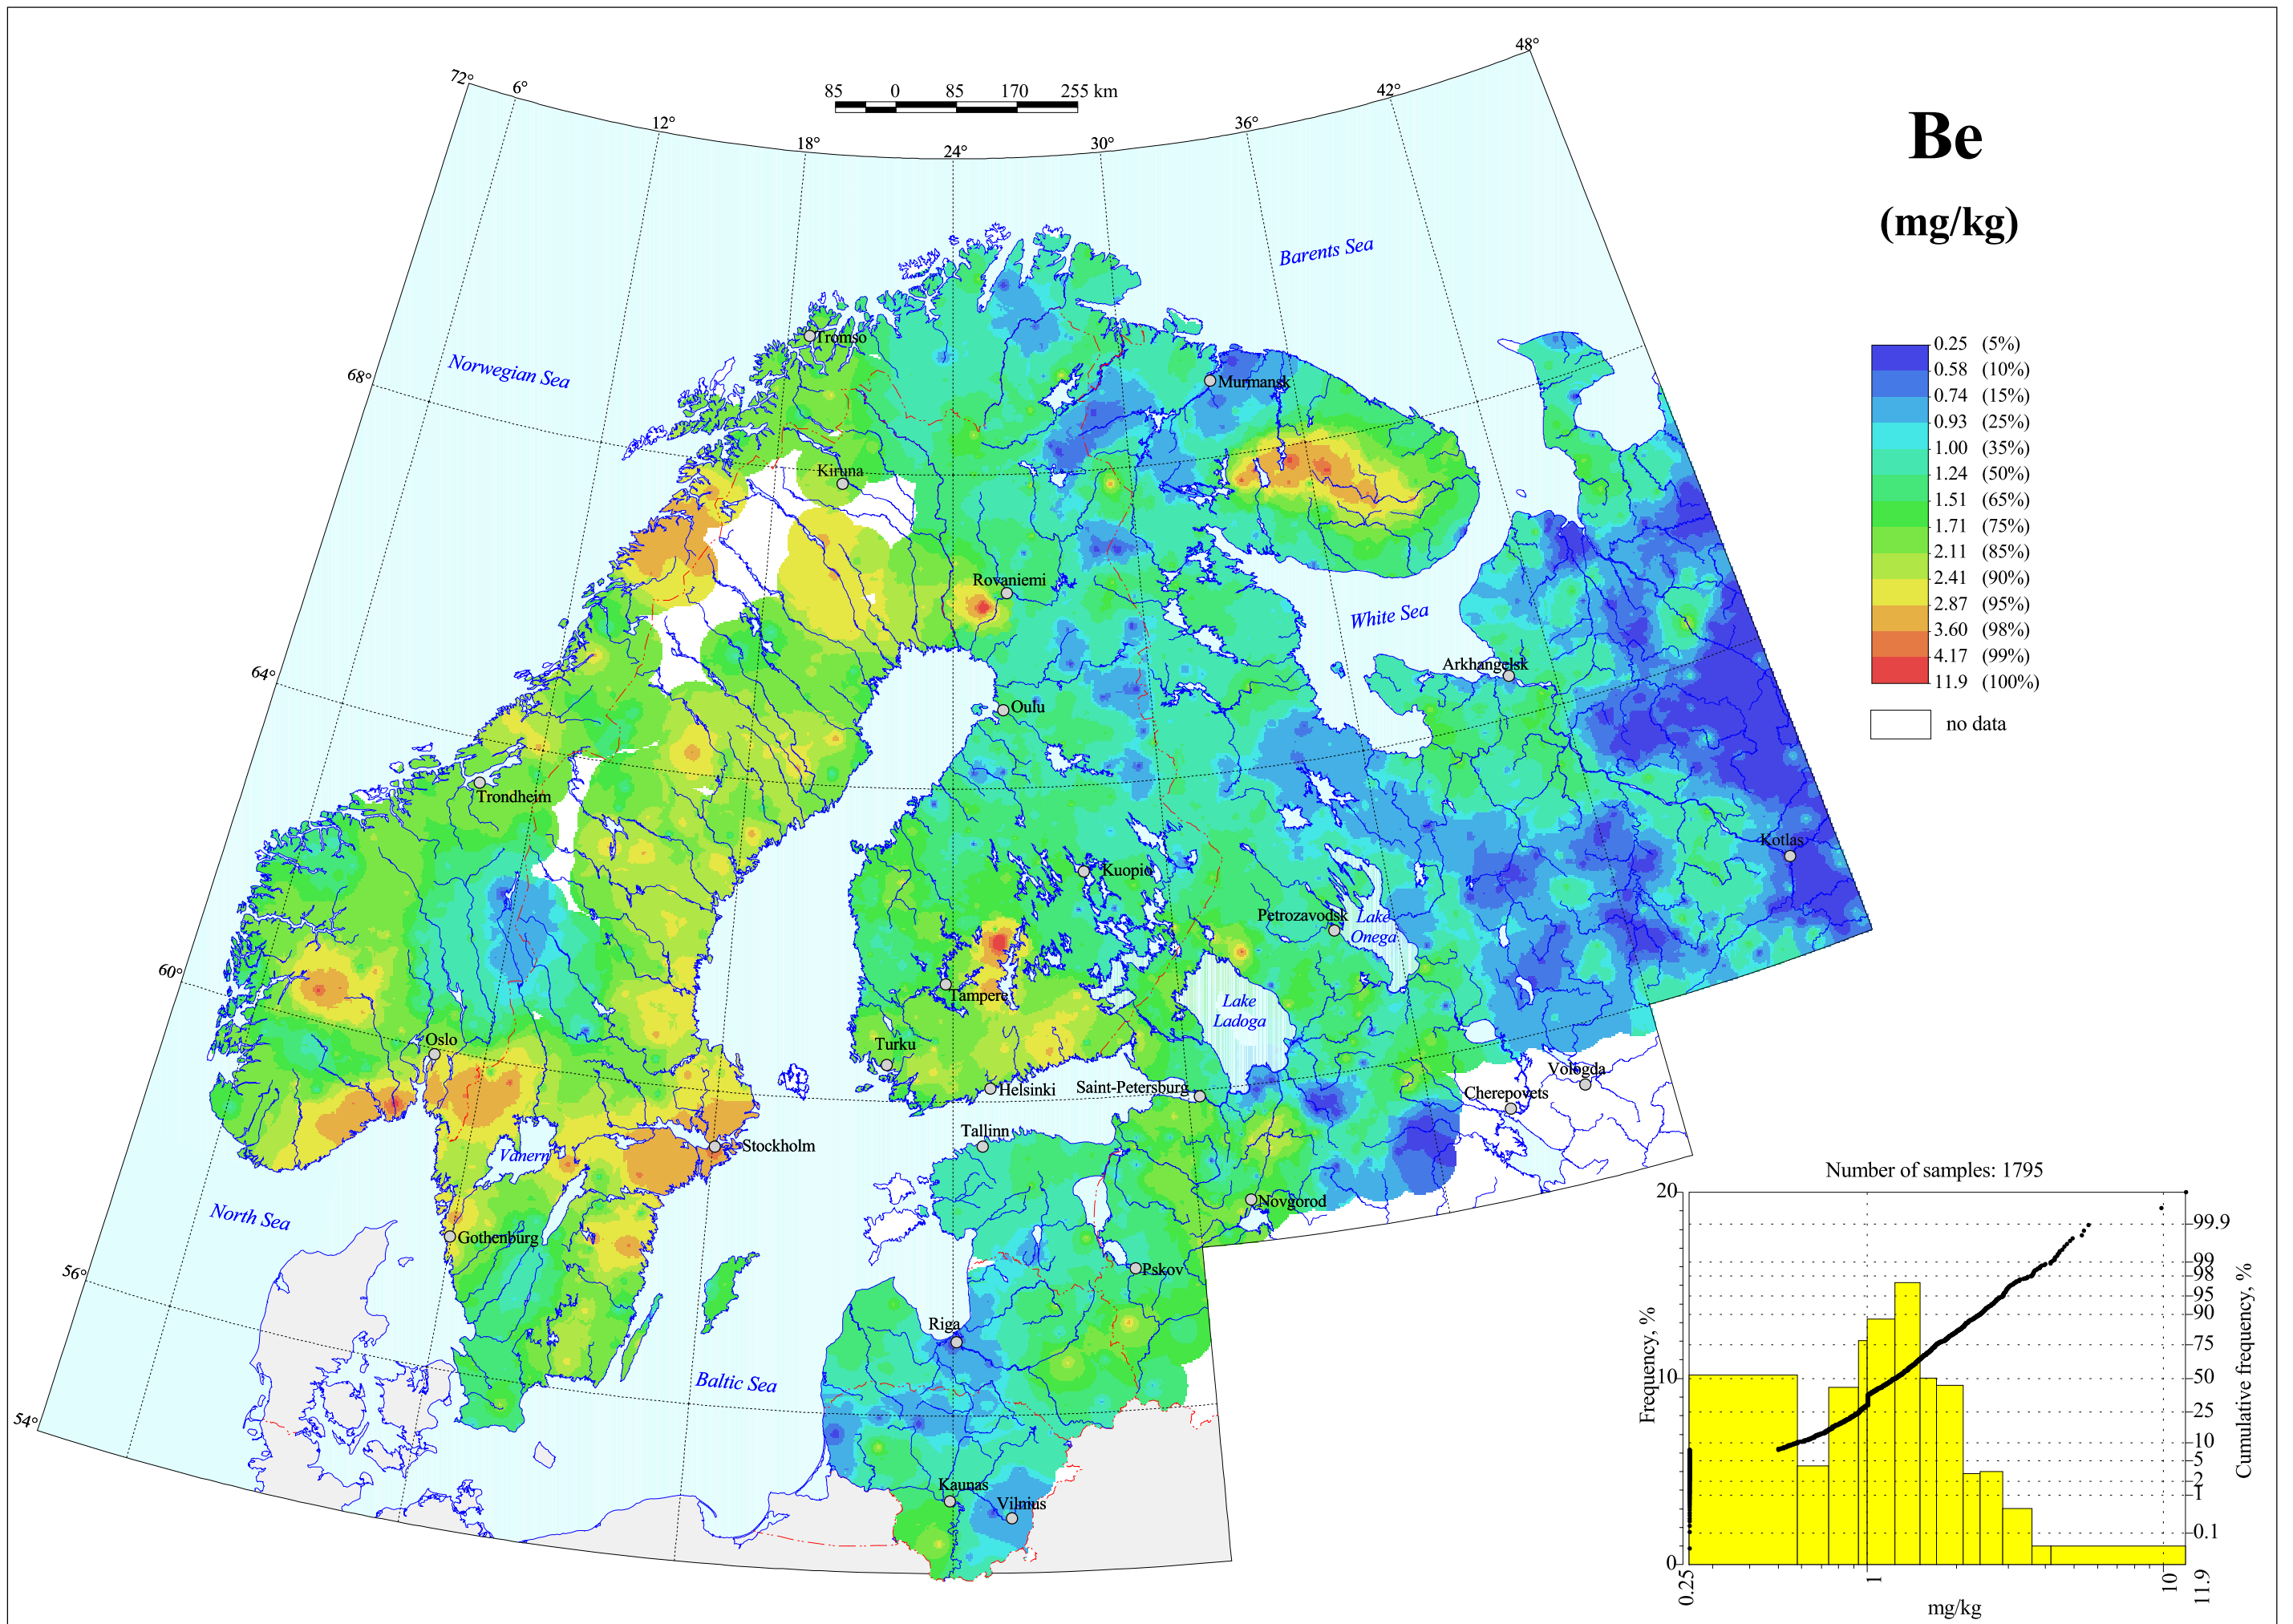 48°
72°
6°
42°
85 0 85 170 255 km
12°
36°
18°
30°
24°
Be
(mg/kg)
Barents Sea
Norwegian Sea
68°
Tromso
Murmansk
Kiruna
0.25 (5%)
0.58 (10%)
0.74 (15%)
0.93 (25%)
1.00 (35%)
1.24 (50%)
1.51 (65%)
1.71 (75%)
2.11 (85%)
2.41 (90%)
2.87 (95%)
3.60 (98%)
4.17 (99%)
11.9 (100%)
no data
Rovaniemi
White Sea
64°
Arkhangelsk
Oulu
Trondheim
Kotlas
Kuopio
Petrozavodsk
Lake
Onega
60°
Tampere
Lake
Ladoga
Oslo
Turku
Helsinki
Saint-Petersburg
Vologda
Cherepovets
Tallinn
Stockholm
Vanern
Novgorod
North Sea
Gothenburg
56°
Pskov
Riga
Baltic Sea
54°
Kaunas
Vilnius
Number of samples: 1795
20
10
0
Frequency, %
99.9
99
98
95
90
75
50
25
10
5
2
1
0.1
Cumulative frequency, %
0.25
1
10
11.9
mg/kg